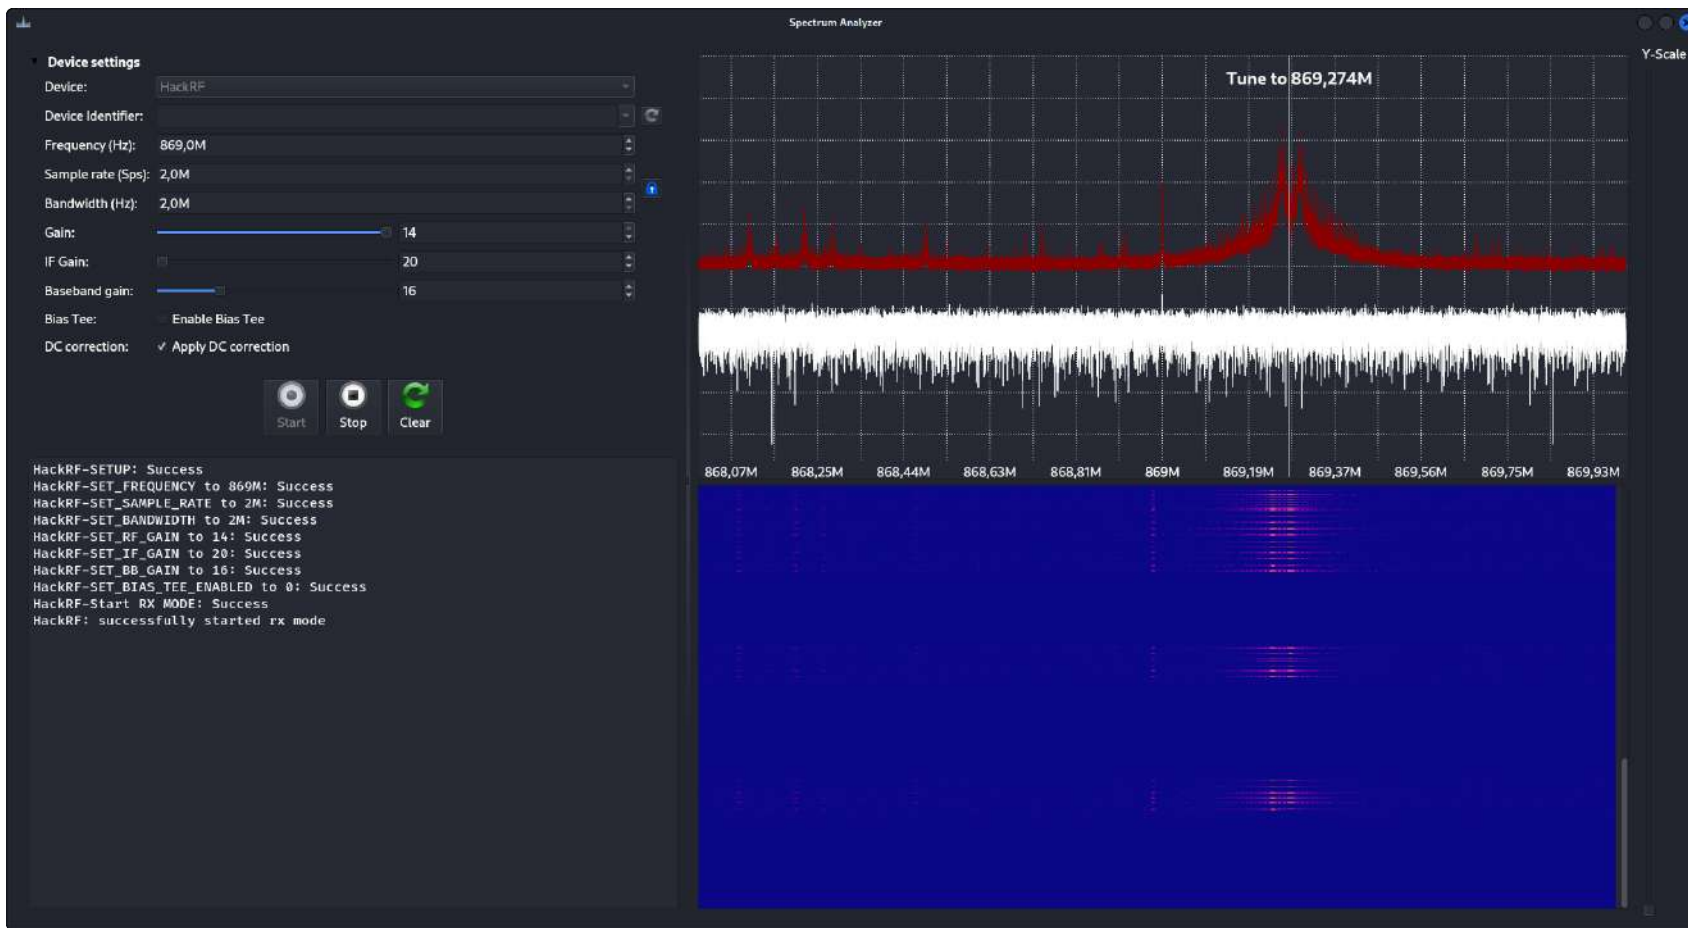 Spectrum Analyzer
Device settings
Device: HackRF
Device Identifier:
Frequency (Hz): 869,0M
Sample rate (Sps): 2,0M
Bandwidth (Hz): 2,0M
Gain: 14
IF Gain: 20
Baseband gain: 16
Bias Tee: Enable Bias Tee
DC correction: ✓ Apply DC correction
Start Stop Clear
HackRF-SETUP: Success
HackRF-SET_FREQUENCY to 869M: Success
HackRF-SET_SAMPLE_RATE to 2M: Success
HackRF-SET_BANDWIDTH to 2M: Success
HackRF-SET_RF_GAIN to 14: Success
HackRF-SET_IF_GAIN to 20: Success
HackRF-SET_BB_GAIN to 16: Success
HackRF-SET_BIAS_TEE_ENABLED to 0: Success
HackRF-Start RX MODE: Success
HackRF: successfully started rx mode
Y-Scale
Tune to 869,274M
868,07M 868,25M 868,44M 868,63M 868,81M 869M 869,19M 869,37M 869,56M 869,75M 869,93M